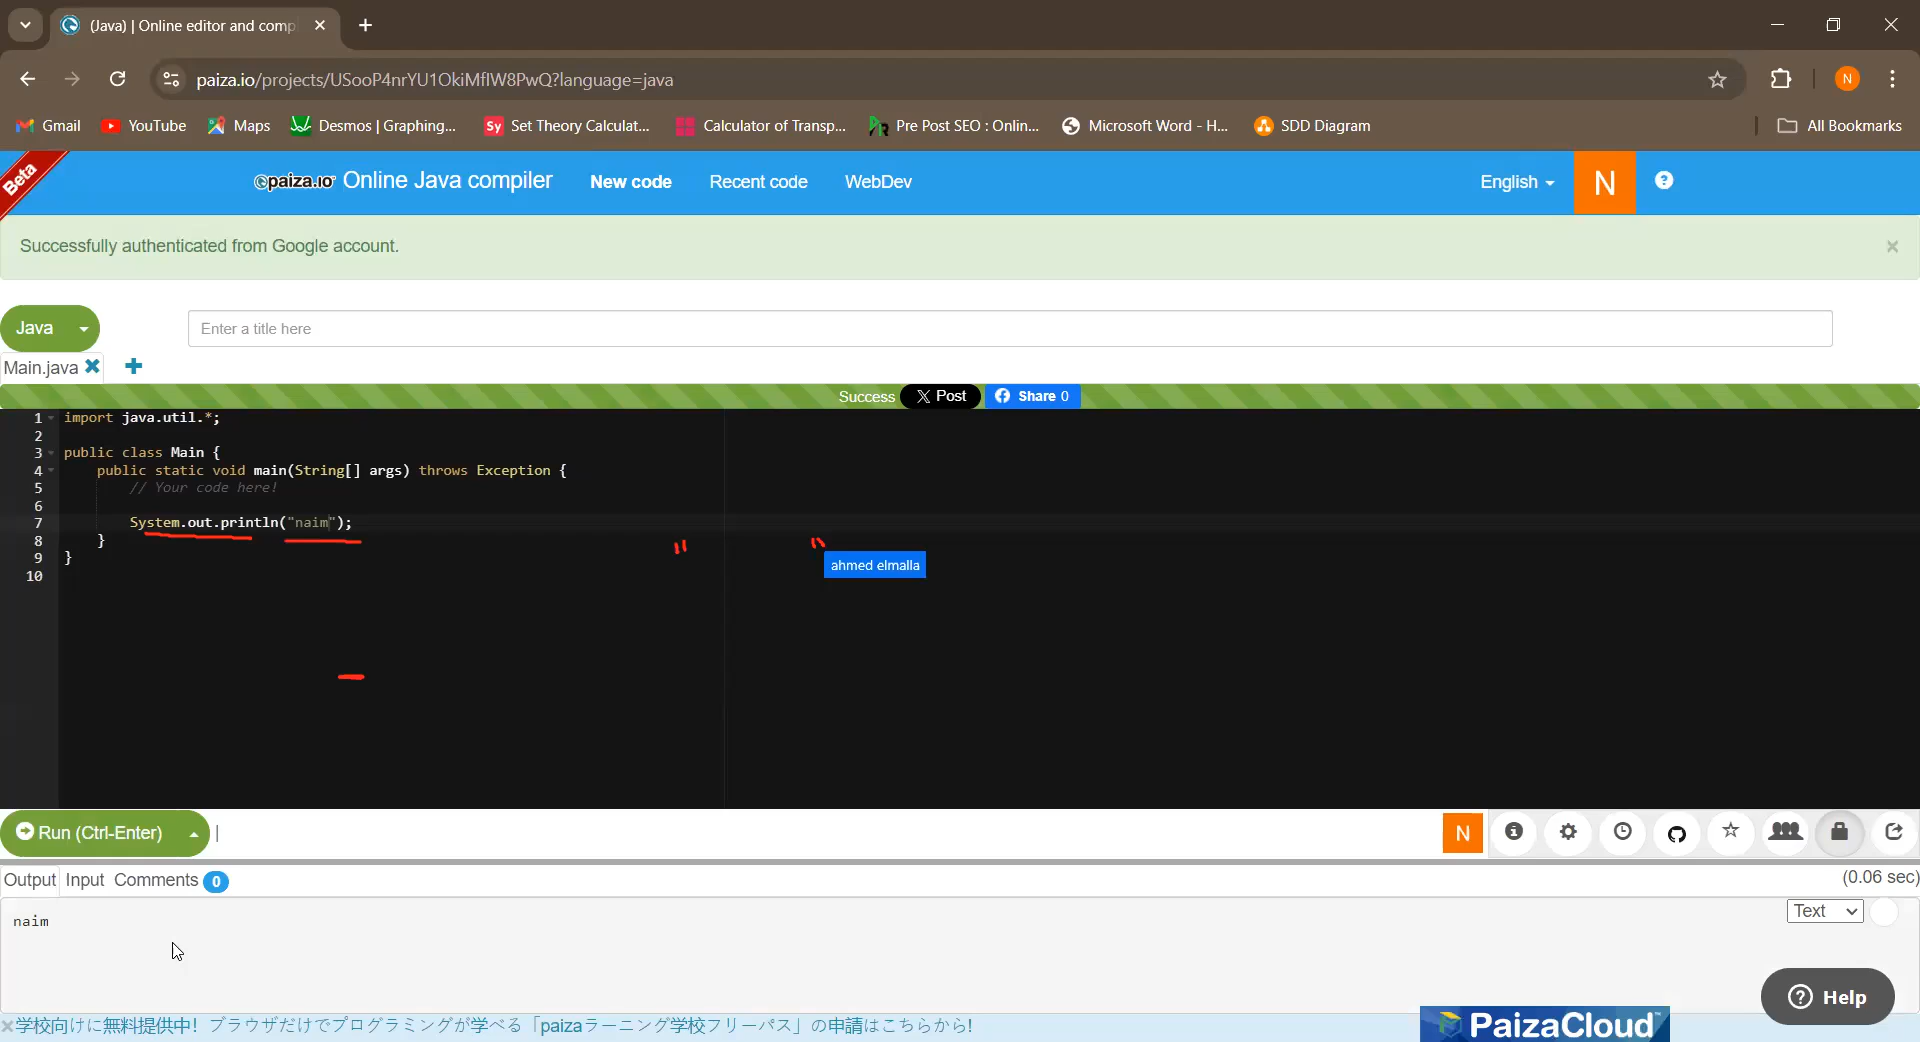 (Java) | Online editor and comp
paiza.io/projects/USooP4nrYU1OkiMflW8PwQ?language=java
N
Gmail YouTube Maps Desmos | Graphing... Sy Set Theory Calculat... Calculator of Transp... Pre Post SEO : Onlin... Microsoft Word - H... SDD Diagram All Bookmarks
Beta
@paiza.IO Online Java compiler New code Recent code WebDev English N ?
Successfully authenticated from Google account. ×
Java
Enter a title here
Main.java
Success Post Share 0
1 import java.util.*;
2
3 public class Main {
4 public static void main(String[] args) throws Exception {
5 // Your code here!
6
7 System.out.println("naim");
8 }
9 }
10
" "
ahmed elmalla
Run (Ctrl-Enter) N
Output Input Comments 0 (0.06 sec)
naim
Text
? Help
×学校向けに無料提供中! ブラウザだけでプログラミングが学べる「paizaラーニング学校フリーパス」の申請はこちらから!
PaizaCloud™